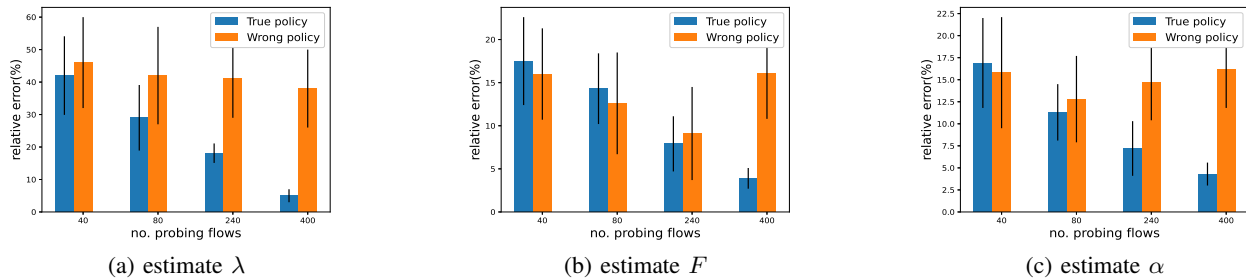 relative error(%)
60
50
40
30
20
10
0
True policy
Wrong policy
40
80
240
400
no. probing flows
(a) estimate λ
relative error(%)
20
15
10
5
0
True policy
Wrong policy
40
80
240
400
no. probing flows
(b) estimate F
relative error(%)
22.5
20.0
17.5
15.0
12.5
10.0
7.5
5.0
2.5
0.0
True policy
Wrong policy
40
80
240
400
no. probing flows
(c) estimate α